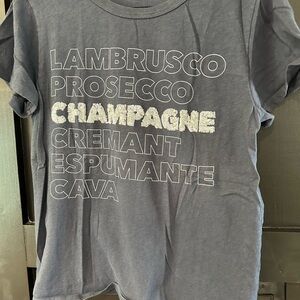 LAMBRUSCO
PROSECCO
CHAMPAGNE
CREMANT
ESPUMANTE
CAVA